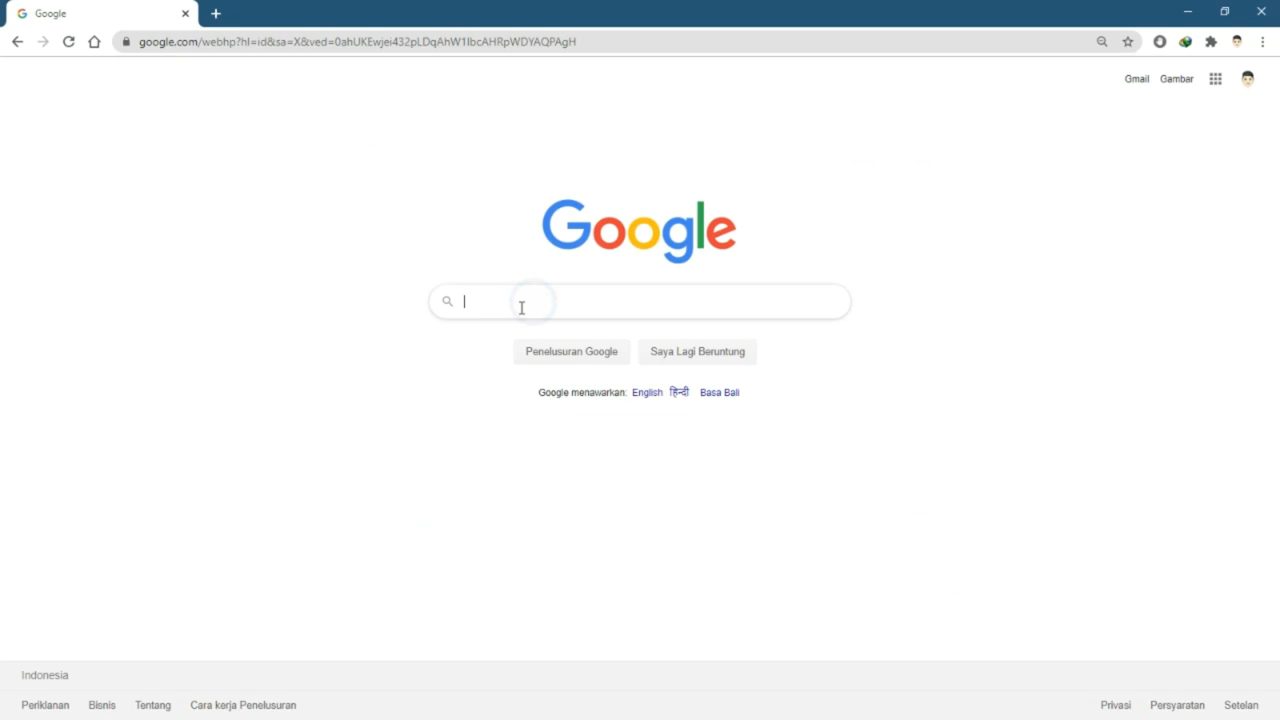 Google
google.com/webhp?hl=id&sa=X&ved=0ahUKEwjei432pLDqAhW1IbcAHRpWDYAQPAgH
Gmail Gambar
Google
Penelusuran Google Saya Lagi Beruntung
Google menawarkan: English हिन्दी Basa Bali
Indonesia
Periklanan Bisnis Tentang Cara kerja Penelusuran Privasi Persyaratan Setelan